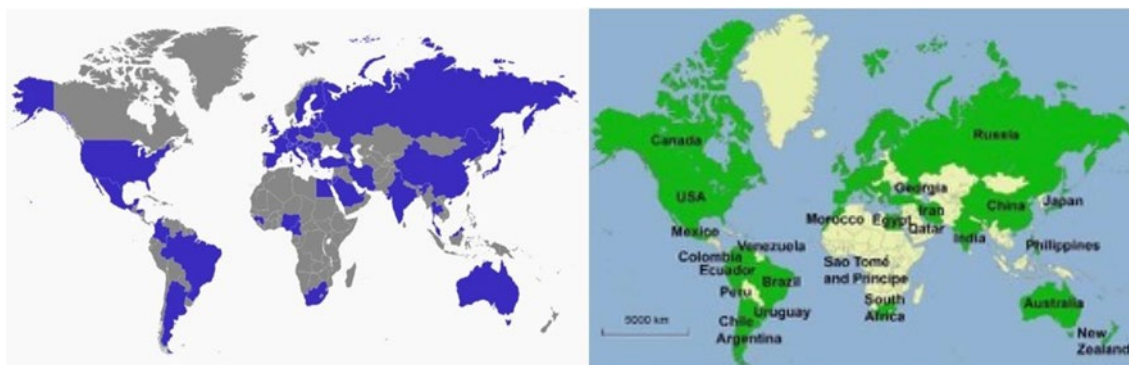 Canada
Russia
USA
Georgia
Iran
China
Japan
Morocco
Egypt
Qatar
Mexico
India
Venezuela
Philippines
Colombia
Ecuador
Sao Tomé
and Principe
Brazil
Peru
South
Africa
Uruguay
Australia
5000 km
Chile
Argentina
New
Zealand